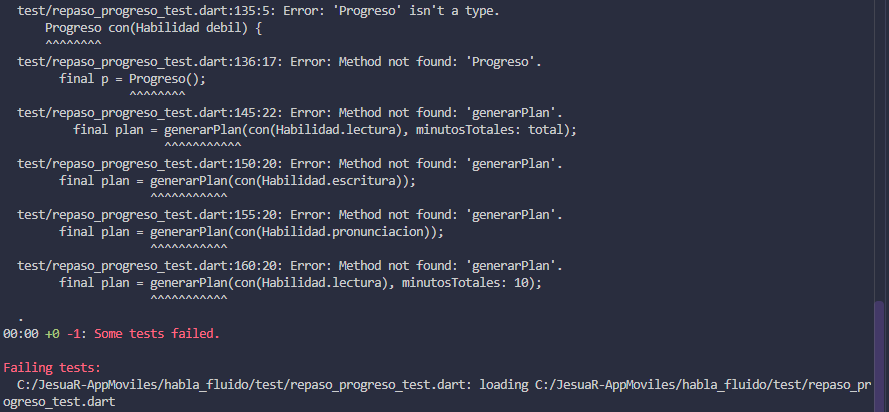 test/repaso_progreso_test.dart:135:5: Error: 'Progreso' isn't a type.
    Progreso con(Habilidad debil) {
    ^^^^^^^^
test/repaso_progreso_test.dart:136:17: Error: Method not found: 'Progreso'.
      final p = Progreso();
                ^^^^^^^^
test/repaso_progreso_test.dart:145:22: Error: Method not found: 'generarPlan'.
        final plan = generarPlan(con(Habilidad.lectura), minutosTotales: total);
                     ^^^^^^^^^^^
test/repaso_progreso_test.dart:150:20: Error: Method not found: 'generarPlan'.
      final plan = generarPlan(con(Habilidad.escritura));
                   ^^^^^^^^^^^
test/repaso_progreso_test.dart:155:20: Error: Method not found: 'generarPlan'.
      final plan = generarPlan(con(Habilidad.pronunciacion));
                   ^^^^^^^^^^^
test/repaso_progreso_test.dart:160:20: Error: Method not found: 'generarPlan'.
      final plan = generarPlan(con(Habilidad.lectura), minutosTotales: 10);
                   ^^^^^^^^^^^
.
00:00 +0 -1: Some tests failed.
Failing tests:
C:/JesuaR-AppMoviles/habla_fluido/test/repaso_progreso_test.dart: loading C:/JesuaR-AppMoviles/habla_fluido/test/repaso_pr
ogreso_test.dart